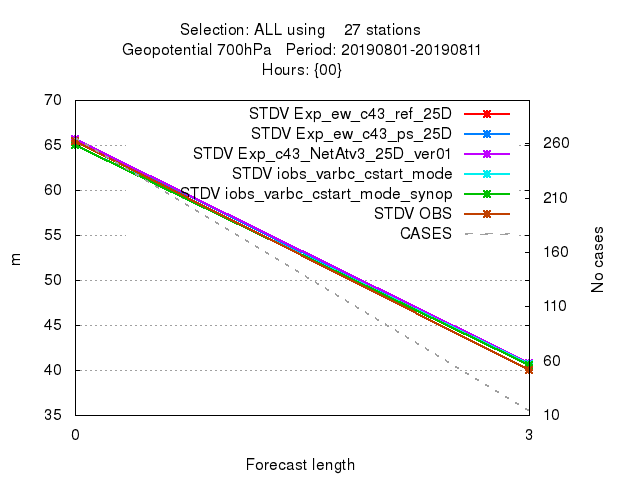 Selection: ALL using    27 stations
Geopotential 700hPa   Period: 20190801-20190811
Hours: {00}
70
65
60
55
50
45
40
35
m
STDV Exp_ew_c43_ref_25D
STDV Exp_ew_c43_ps_25D
STDV Exp_c43_NetAtv3_25D_ver01
STDV iobs_varbc_cstart_mode
STDV iobs_varbc_cstart_mode_synop
STDV OBS
CASES
260
210
160
110
60
10
No cases
0
3
Forecast length